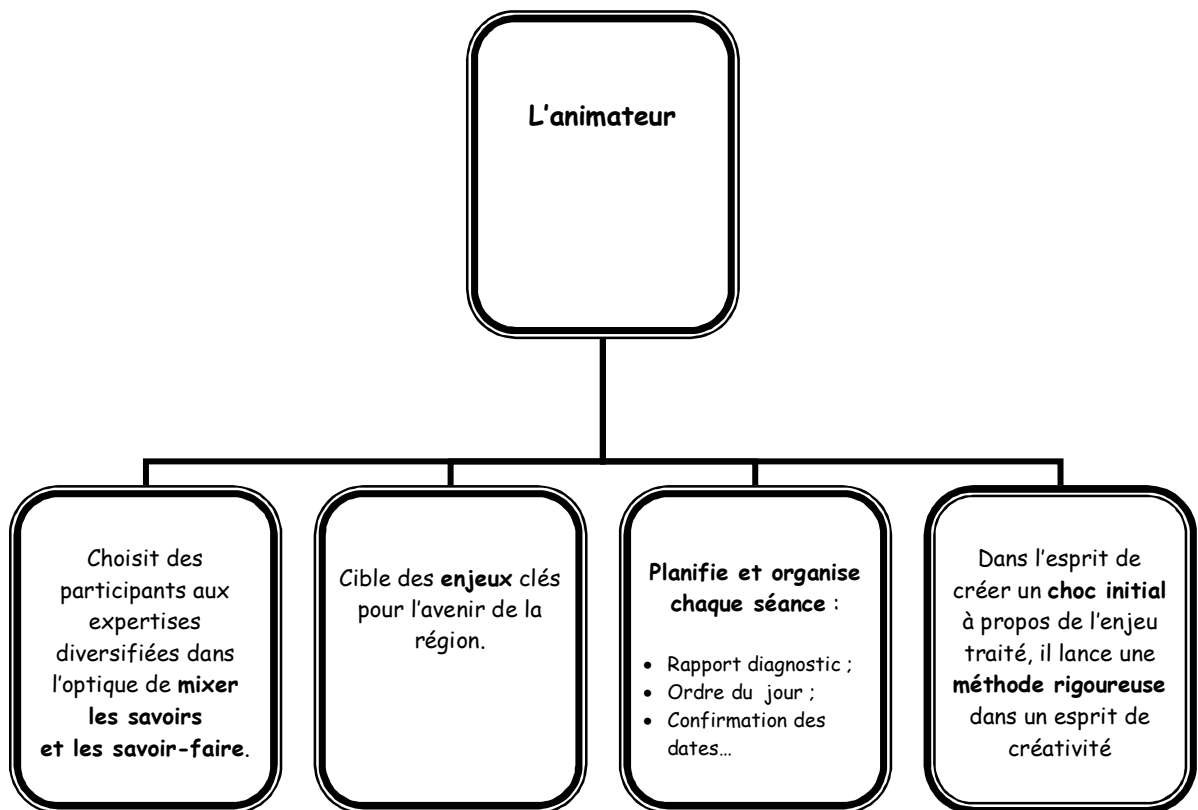 L'animateur
Choisit des
participants aux
expertises
diversifiées dans
l'optique de mixer
les savoirs
et les savoir-faire.
Cible des enjeux clés
pour l'avenir de la
région.
Planifie et organise
chaque séance :
• Rapport diagnostic ;
• Ordre du jour ;
• Confirmation des
dates…
Dans l'esprit de
créer un choc initial
à propos de l'enjeu
traité, il lance une
méthode rigoureuse
dans un esprit de
créativité